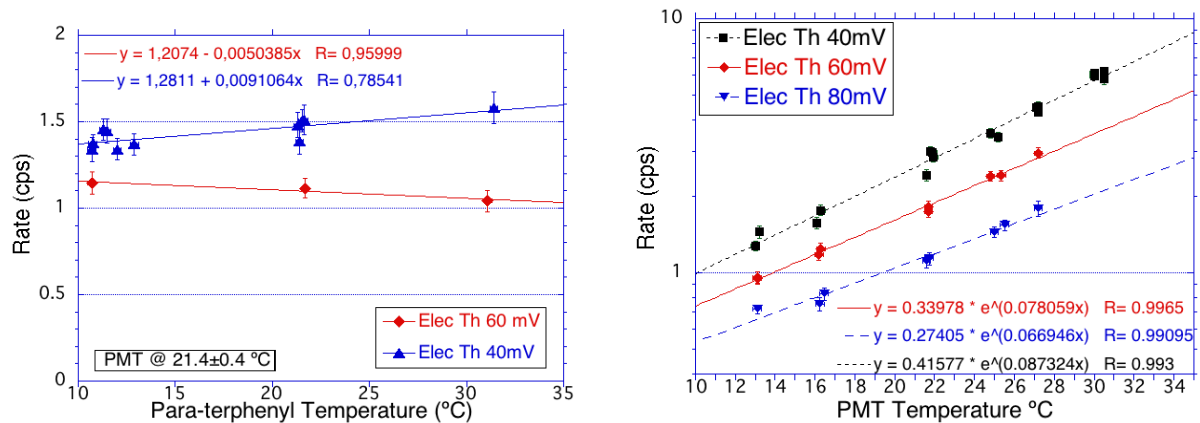 2
1.5
1
0.5
0
Rate (cps)
y = 1,2074 - 0,0050385x R= 0,95999
y = 1,2811 + 0,0091064x R= 0,78541
Elec Th 60 mV
Elec Th 40mV
PMT @ 21.4±0.4 ºC
10 15 20 25 30 35
Para-terphenyl Temperature (ºC)
10
1
Rate (cps)
Elec Th 40mV
Elec Th 60mV
Elec Th 80mV
y = 0.33978 * e^(0.078059x) R= 0.9965
y = 0.27405 * e^(0.066946x) R= 0.99095
y = 0.41577 * e^(0.087324x) R= 0.993
10 12 14 16 18 20 22 24 26 28 30 32 34
PMT Temperature ºC